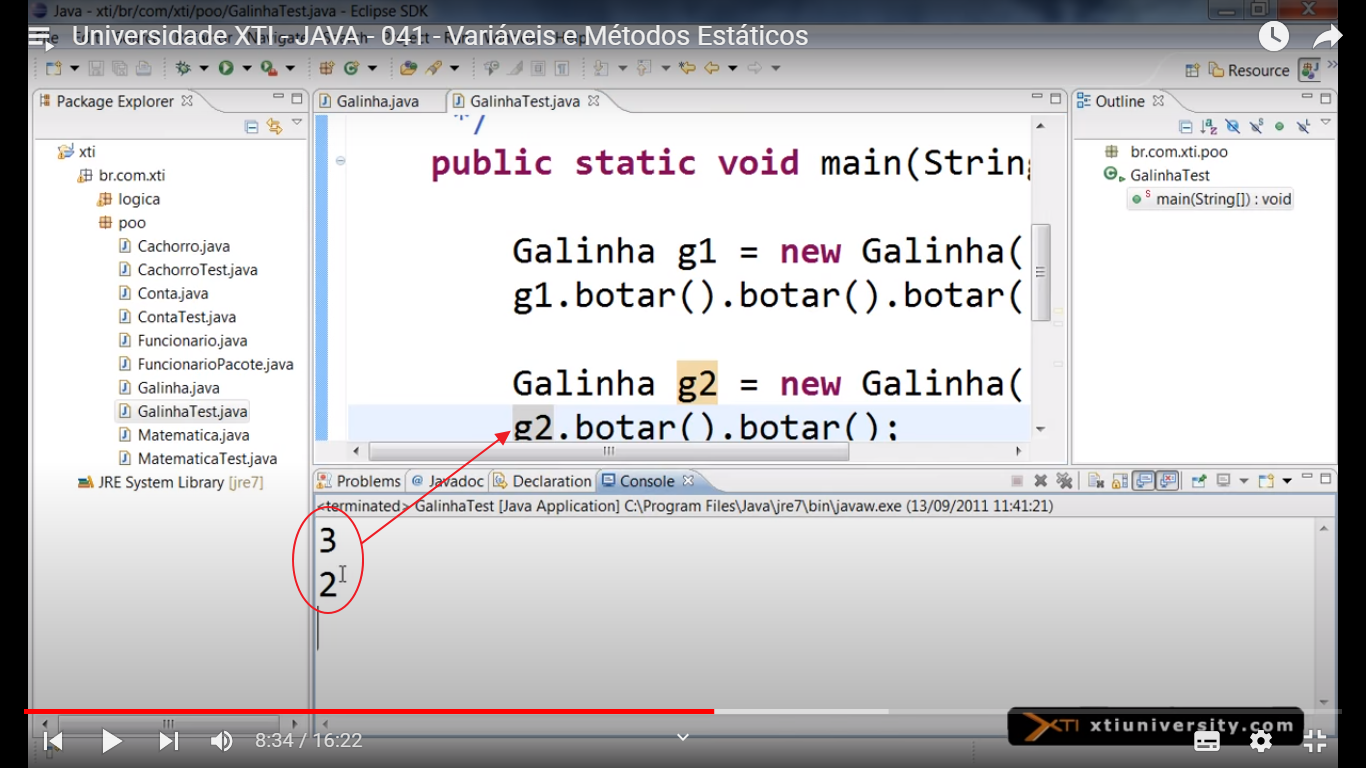 Java - xti/br/com/xti/poo/GalinhaTest.java - Eclipse SDK
Universidade XTI - JAVA - 041 - Variáveis e Métodos Estáticos
Resource
Package Explorer
xti
br.com.xti
logica
poo
Cachorro.java
CachorroTest.java
Conta.java
ContaTest.java
Funcionario.java
FuncionarioPacote.java
Galinha.java
GalinhaTest.java
Matematica.java
MatematicaTest.java
JRE System Library [jre7]
Galinha.java GalinhaTest.java
*/
public static void main(String
Galinha g1 = new Galinha(
g1.botar().botar().botar(
Galinha g2 = new Galinha(
g2.botar().botar();
Outline
br.com.xti.poo
GalinhaTest
main(String[]) : void
Problems @ Javadoc Declaration Console
<terminated> GalinhaTest [Java Application] C:\Program Files\Java\jre7\bin\javaw.exe (13/09/2011 11:41:21)
3
2
XTI xtiuniversity.com
8:34 / 16:22